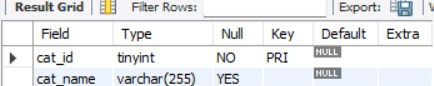 Result Grid Filter Rows: Export:
Field Type Null Key Default Extra
cat_id tinyint NO PRI NULL
cat_name varchar(255) YES NULL